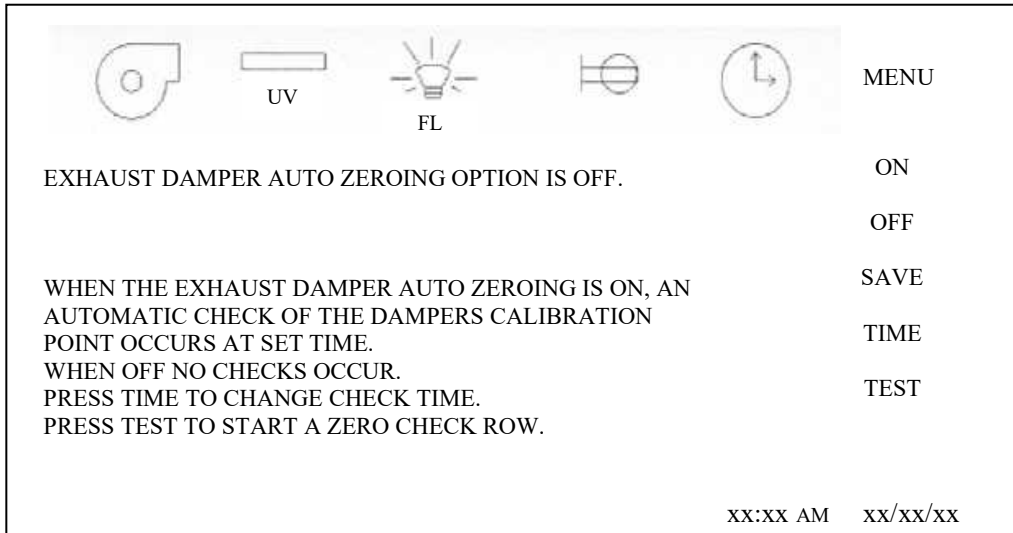 MENU
UV
FL
EXHAUST DAMPER AUTO ZEROING OPTION IS OFF.
ON
OFF
SAVE
WHEN THE EXHAUST DAMPER AUTO ZEROING IS ON, AN
AUTOMATIC CHECK OF THE DAMPERS CALIBRATION
POINT OCCURS AT SET TIME.
WHEN OFF NO CHECKS OCCUR.
PRESS TIME TO CHANGE CHECK TIME.
PRESS TEST TO START A ZERO CHECK ROW.
TIME
TEST
xx:xx AM xx/xx/xx